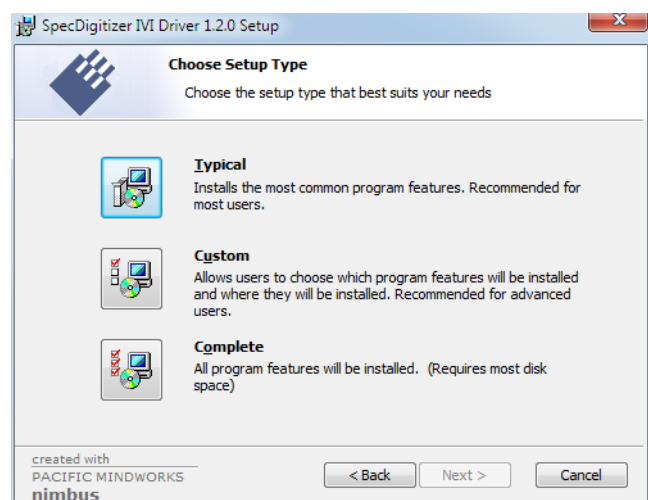 SpecDigitizer IVI Driver 1.2.0 Setup
Choose Setup Type
Choose the setup type that best suits your needs
Typical
Installs the most common program features. Recommended for
most users.
Custom
Allows users to choose which program features will be installed
and where they will be installed. Recommended for advanced
users.
Complete
All program features will be installed. (Requires most disk
space)
created with
PACIFIC MINDWORKS
nimbus
< Back Next > Cancel